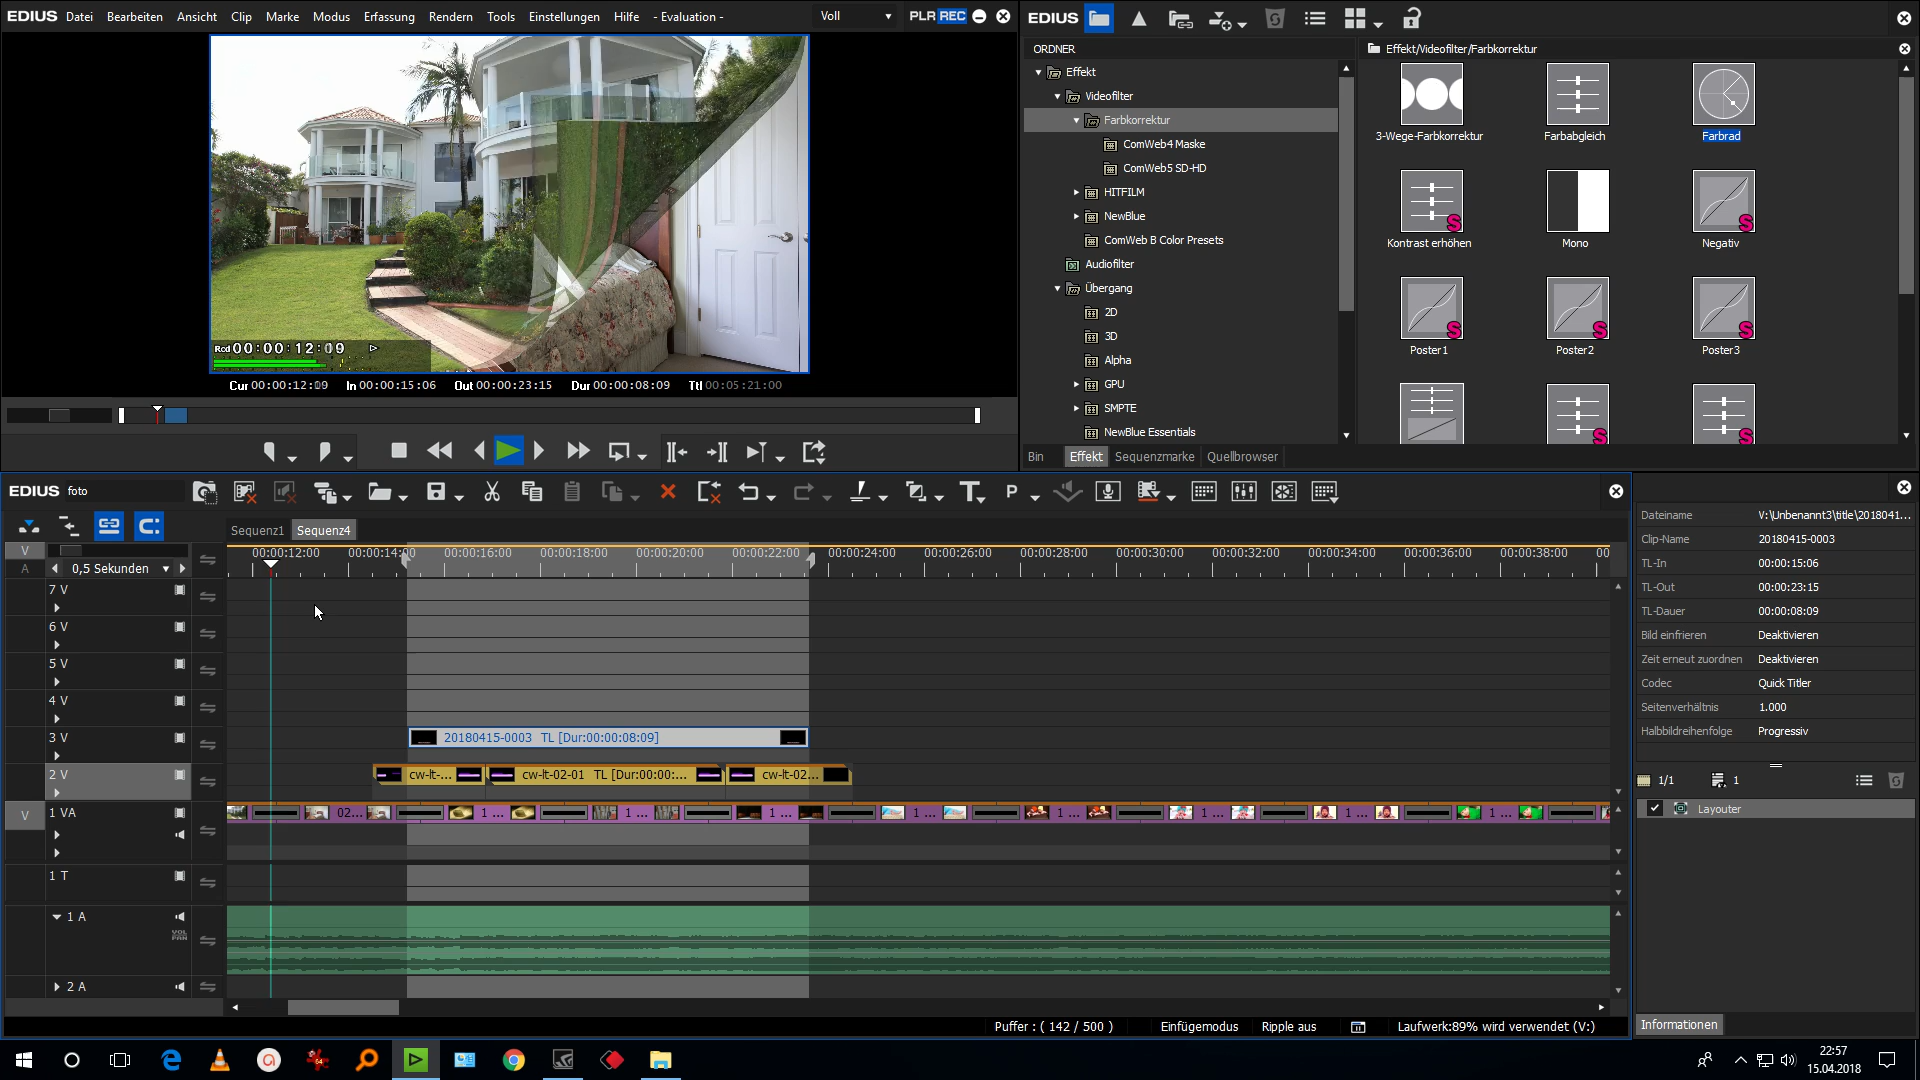 EDIUS Datei Bearbeiten Ansicht Clip Marke Modus Erfassung Rendern Tools Einstellungen Hilfe - Evaluation - Voll PLR REC
Rcd 00:00:12:09
Cur 00:00:12:09 In 00:00:15:06 Out 00:00:23:15 Dur 00:00:08:09 Ttl 00:05:21:00
EDIUS
ORDNER
Effekt
Videofilter
Farbkorrektur
ComWeb4 Maske
ComWeb5 SD-HD
HITFILM
NewBlue
ComWeb B Color Presets
Audiofilter
Übergang
2D
3D
Alpha
GPU
SMPTE
NewBlue Essentials
Bin Effekt Sequenzmarke Quellbrowser
Effekt/Videofilter/Farbkorrektur
3-Wege-Farbkorrektur Farbabgleich Farbrad
S S
Kontrast erhöhen Mono Negativ
S S S
Poster1 Poster2 Poster3
S S
EDIUS foto
T P
Sequenz1 Sequenz4
V
A 0,5 Sekunden
00:00:12:00 00:00:14:00 00:00:16:00 00:00:18:00 00:00:20:00 00:00:22:00 00:00:24:00 00:00:26:00 00:00:28:00 00:00:30:00 00:00:32:00 00:00:34:00 00:00:36:00 00:00:38:00 00
7 V
6 V
5 V
4 V
3 V
20180415-0003 TL [Dur:00:00:08:09]
2 V
cw-lt-... cw-lt-02-01 TL [Dur:00:00:... cw-lt-02...
V 1 VA
02... 1 ... 1 ... 1 ... 1 ... 1 ... 1 ... 1 ... 1 ...
1 T
1 A
VOL
PAN
2 A
Puffer : ( 142 / 500 ) Einfügemodus Ripple aus Laufwerk:89% wird verwendet (V:)
Dateiname V:\Unbenannt3\title\2018041...
Clip-Name 20180415-0003
TL-In 00:00:15:06
TL-Out 00:00:23:15
TL-Dauer 00:00:08:09
Bild einfrieren Deaktivieren
Zeit erneut zuordnen Deaktivieren
Codec Quick Titler
Seitenverhältnis 1.000
Halbbildreihenfolge Progressiv
1/1 1
Layouter
Informationen
22:57
15.04.2018